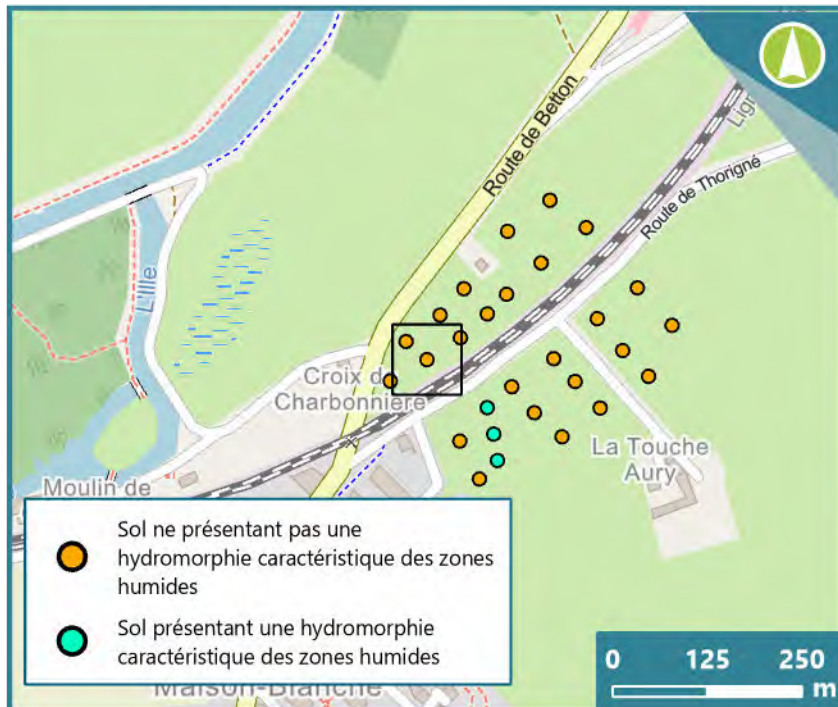 Route de Betton
Lign
Route de Thorigné
L'Ille
Croix de
Charbonnière
La Touche
Aury
Moulin de
Sol ne présentant pas une
hydromorphie caractéristique des zones
humides
Sol présentant une hydromorphie
caractéristique des zones humides
Maison-Blanche
0 125 250
m